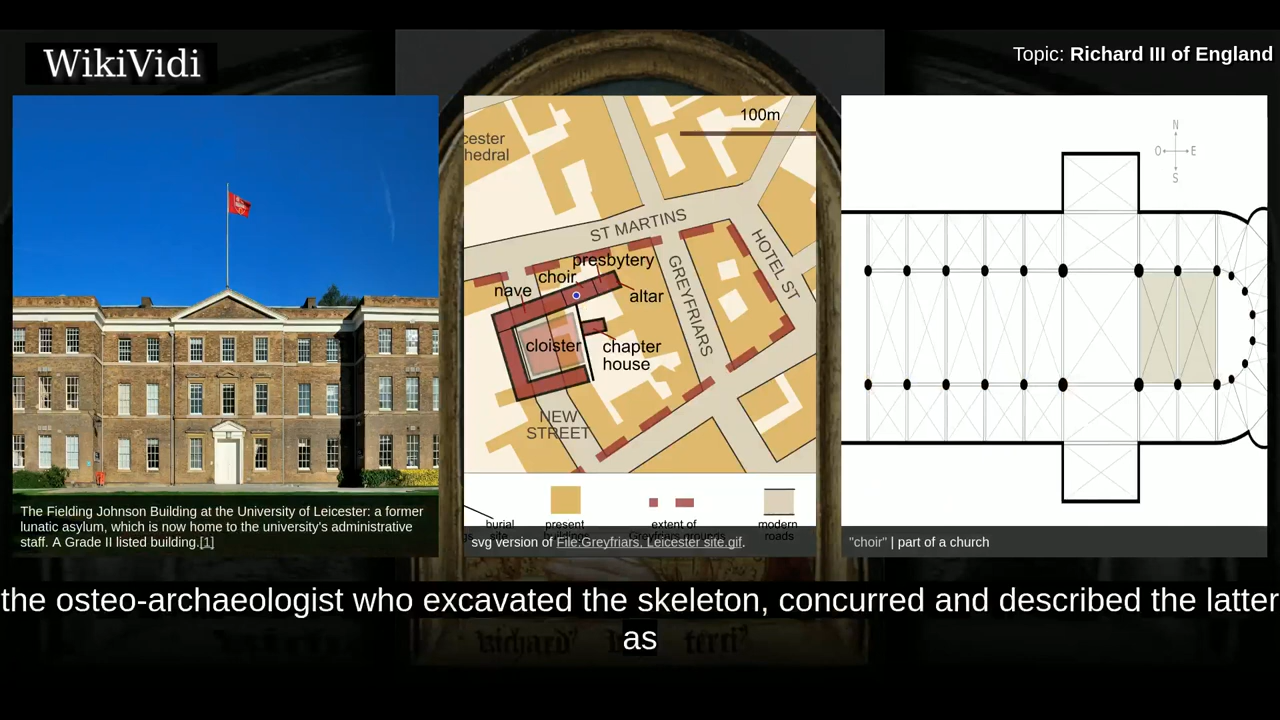 WikiVidi
Topic: Richard III of England
100m
cester
hedral
ST MARTINS
HOTEL ST
GREYFRIARS
presbytery
choir
nave
altar
cloister
chapter
house
NEW
STREET
burial
site
present
buildings
extent of
Greyfriars grounds
modern
roads
N
O
E
S
The Fielding Johnson Building at the University of Leicester: a former
lunatic asylum, which is now home to the university's administrative
staff. A Grade II listed building.[1]
svg version of File:Greyfriars, Leicester site.gif.
"choir" | part of a church
the osteo-archaeologist who excavated the skeleton, concurred and described the latter
as